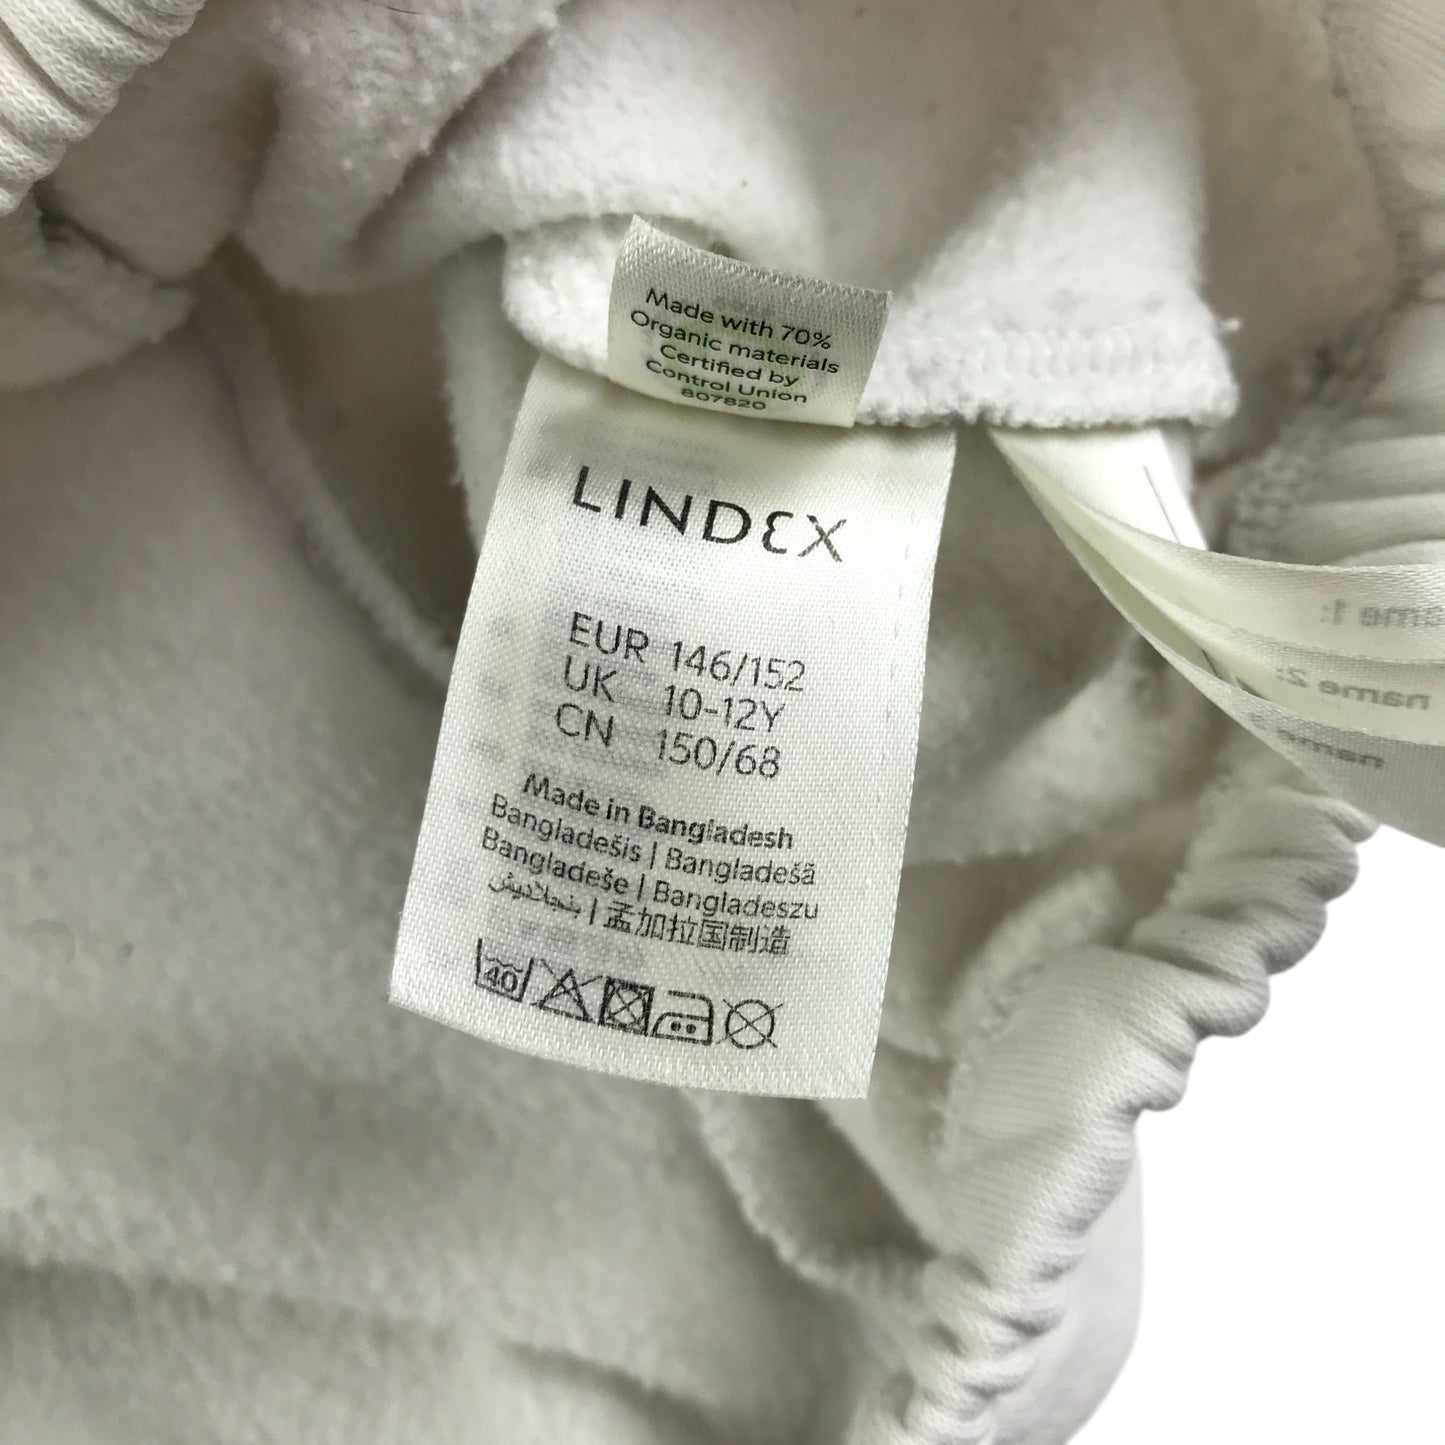 Made with 70%
Organic materials
Certified by
Control Union
807820
LINDEX
EUR 146/152
UK 10-12Y
CN 150/68
Made in Bangladesh
Bangladešis | Bangladešā
Bangladeše | Bangladeszu
بنجلاديش | 孟加拉国制造
40
ame 1:
name 2:
name